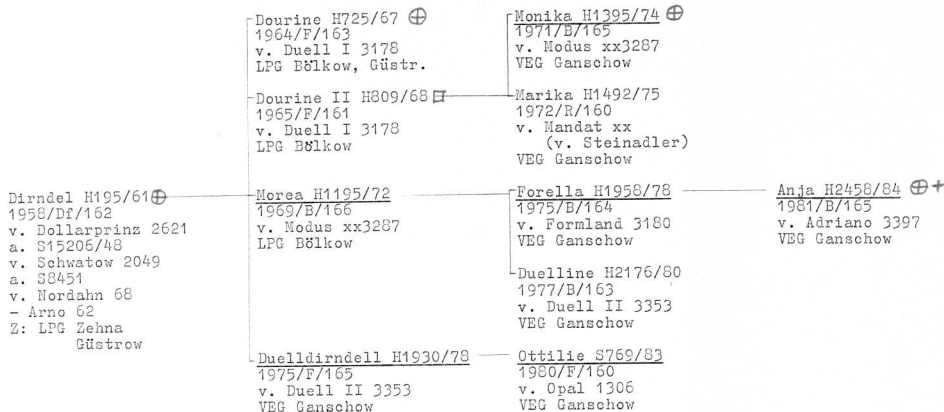 Dirndel H195/61
1958/Df/162
v. Dollarprinz 2621
a. S15206/48
v. Schwatow 2049
a. S8451
v. Nordahn 68
- Arno 62
Z: LPG Zehna
Güstrow
Dourine H725/67
1964/F/163
v. Duell I 3178
LPG Bölkow, Güstr.
Dourine II H809/68
1965/F/161
v. Duell I 3178
LPG Bölkow
Morea H1195/72
1969/B/166
v. Modus xx3287
LPG Bölkow
Duelldirndell H1930/78
1975/F/165
v. Duell II 3353
VEG Ganschow
Monika H1395/74
1971/B/165
v. Modus xx3287
VEG Ganschow
Marika H1492/75
1972/R/160
v. Mandat xx
(v. Steinadler)
VEG Ganschow
Forella H1958/78
1975/B/164
v. Formland 3180
VEG Ganschow
Duelline H2176/80
1977/B/163
v. Duell II 3353
VEG Ganschow
Ottilie S769/83
1980/F/160
v. Opal 1306
VEG Ganschow
Anja H2458/84
1981/B/165
v. Adriano 3397
VEG Ganschow